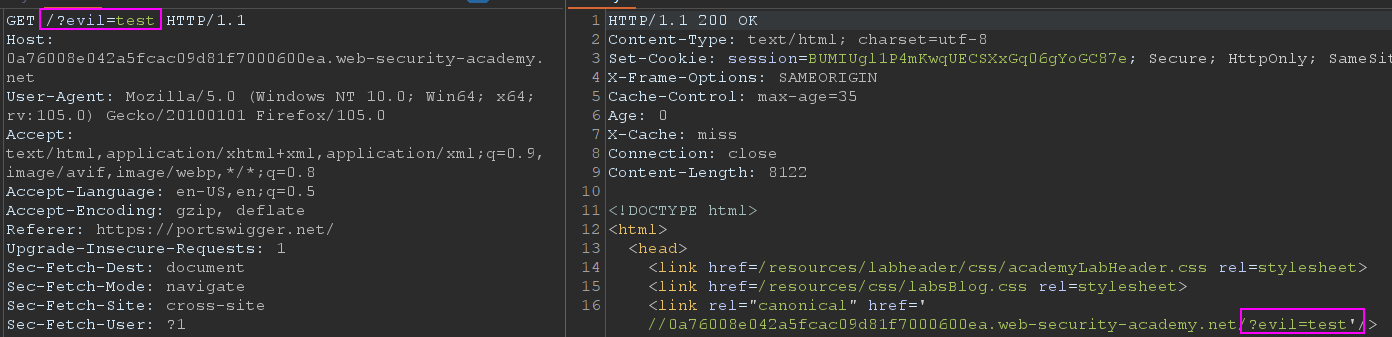 GET /?evil=test HTTP/1.1
Host:
0a76008e042a5fcac09d81f7000600ea.web-security-academy.
net
User-Agent: Mozilla/5.0 (Windows NT 10.0; Win64; x64;
rv:105.0) Gecko/20100101 Firefox/105.0
Accept:
text/html,application/xhtml+xml,application/xml;q=0.9,
image/avif,image/webp,*/*;q=0.8
Accept-Language: en-US,en;q=0.5
Accept-Encoding: gzip, deflate
Referer: https://portswigger.net/
Upgrade-Insecure-Requests: 1
Sec-Fetch-Dest: document
Sec-Fetch-Mode: navigate
Sec-Fetch-Site: cross-site
Sec-Fetch-User: ?1
1 HTTP/1.1 200 OK
2 Content-Type: text/html; charset=utf-8
3 Set-Cookie: session=BUMIUgl1P4mKwqUECSXxGq06gYoGC87e; Secure; HttpOnly; SameSit
4 X-Frame-Options: SAMEORIGIN
5 Cache-Control: max-age=35
6 Age: 0
7 X-Cache: miss
8 Connection: close
9 Content-Length: 8122
10
11 <!DOCTYPE html>
12 <html>
13 <head>
14 <link href=/resources/labheader/css/academyLabHeader.css rel=stylesheet>
15 <link href=/resources/css/labsBlog.css rel=stylesheet>
16 <link rel="canonical" href='
//0a76008e042a5fcac09d81f7000600ea.web-security-academy.net/?evil=test'/>